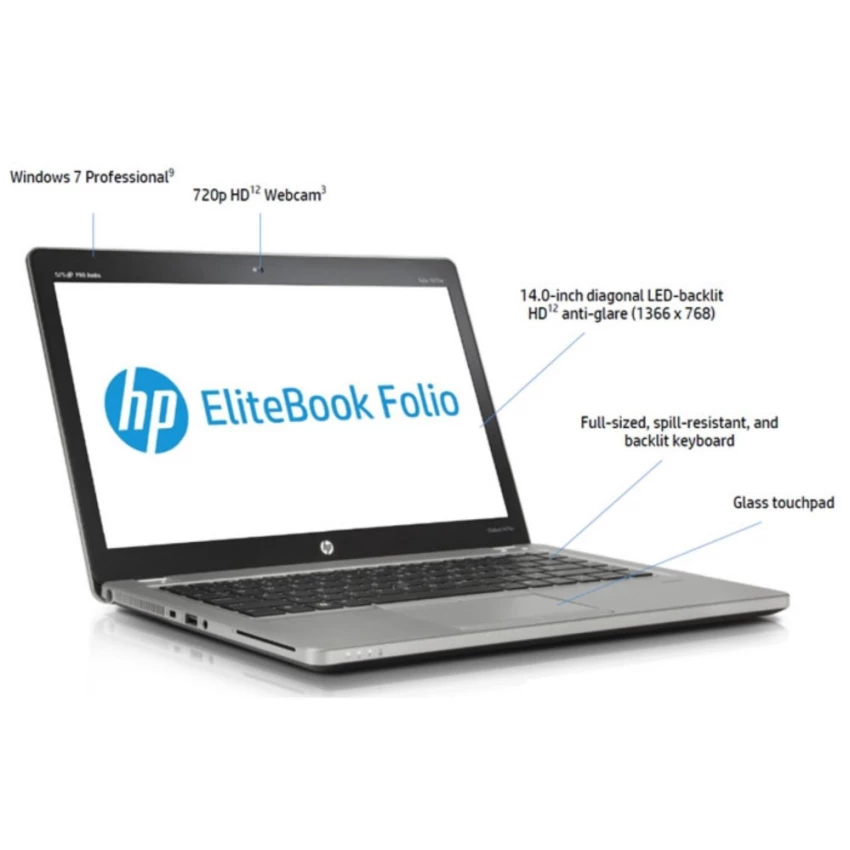 Windows 7 Professional⁹
720p HD¹² Webcam³
14.0-inch diagonal LED-backlit
HD¹² anti-glare (1366 x 768)
hp EliteBook Folio
Full-sized, spill-resistant, and
backlit keyboard
Glass touchpad
hp